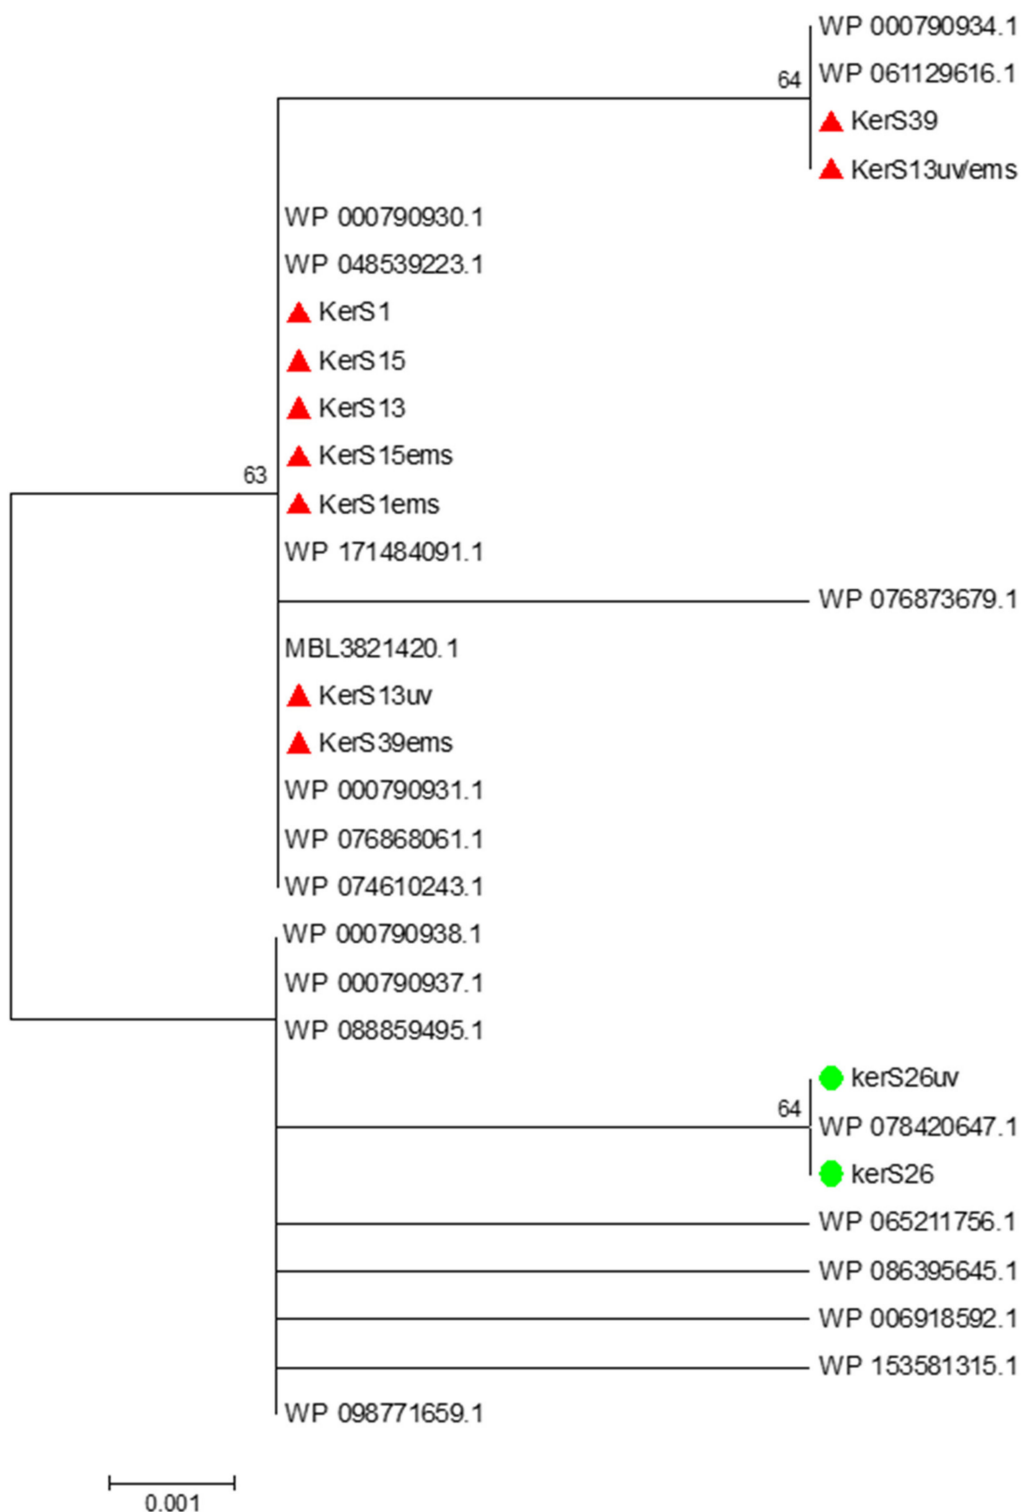 WP 000790934.1
64
WP 061129616.1
KerS39
KerS13uv/ems
WP 000790930.1
WP 048539223.1
KerS1
KerS15
KerS13
KerS15ems
63
KerS1ems
WP 171484091.1
WP 076873679.1
MBL3821420.1
KerS13uv
KerS39ems
WP 000790931.1
WP 076868061.1
WP 074610243.1
WP 000790938.1
WP 000790937.1
WP 088859495.1
kerS26uv
64
WP 078420647.1
kerS26
WP 065211756.1
WP 086395645.1
WP 006918592.1
WP 153581315.1
WP 098771659.1
0.001